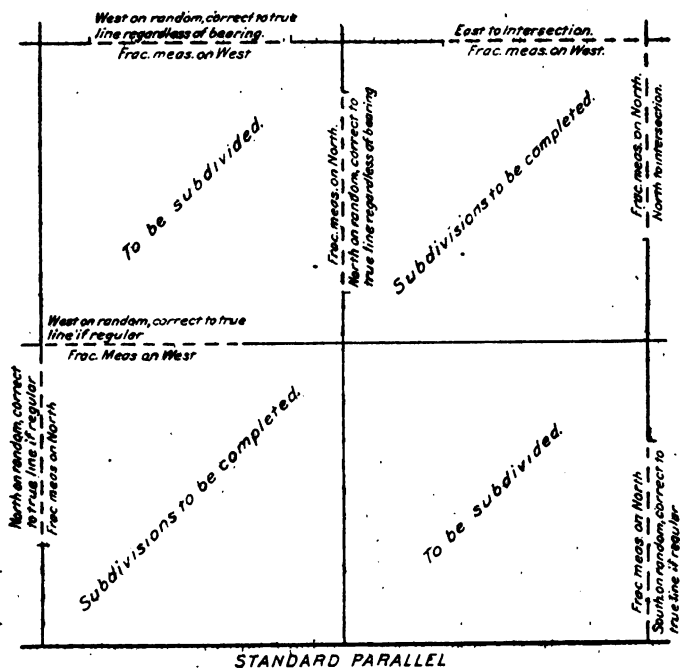 West on random, correct to true
line regardless of bearing.
Frac. meas. on West
East to Intersection.
Frac. meas. on West.
To be subdivided.
Frac. meas. on North.
North on random, correct to
true line regardless of bearing
Subdivisions to be completed.
Frac. meas. on North.
North to intersection.
West on random, correct to true
line if regular
Frac. Meas on West
North on random, correct
to true line if regular
Frac meas on North
Subdivisions to be completed.
To be subdivided.
Frac meas. on North
South on random, correct to
true line if regular
STANDARD PARALLEL